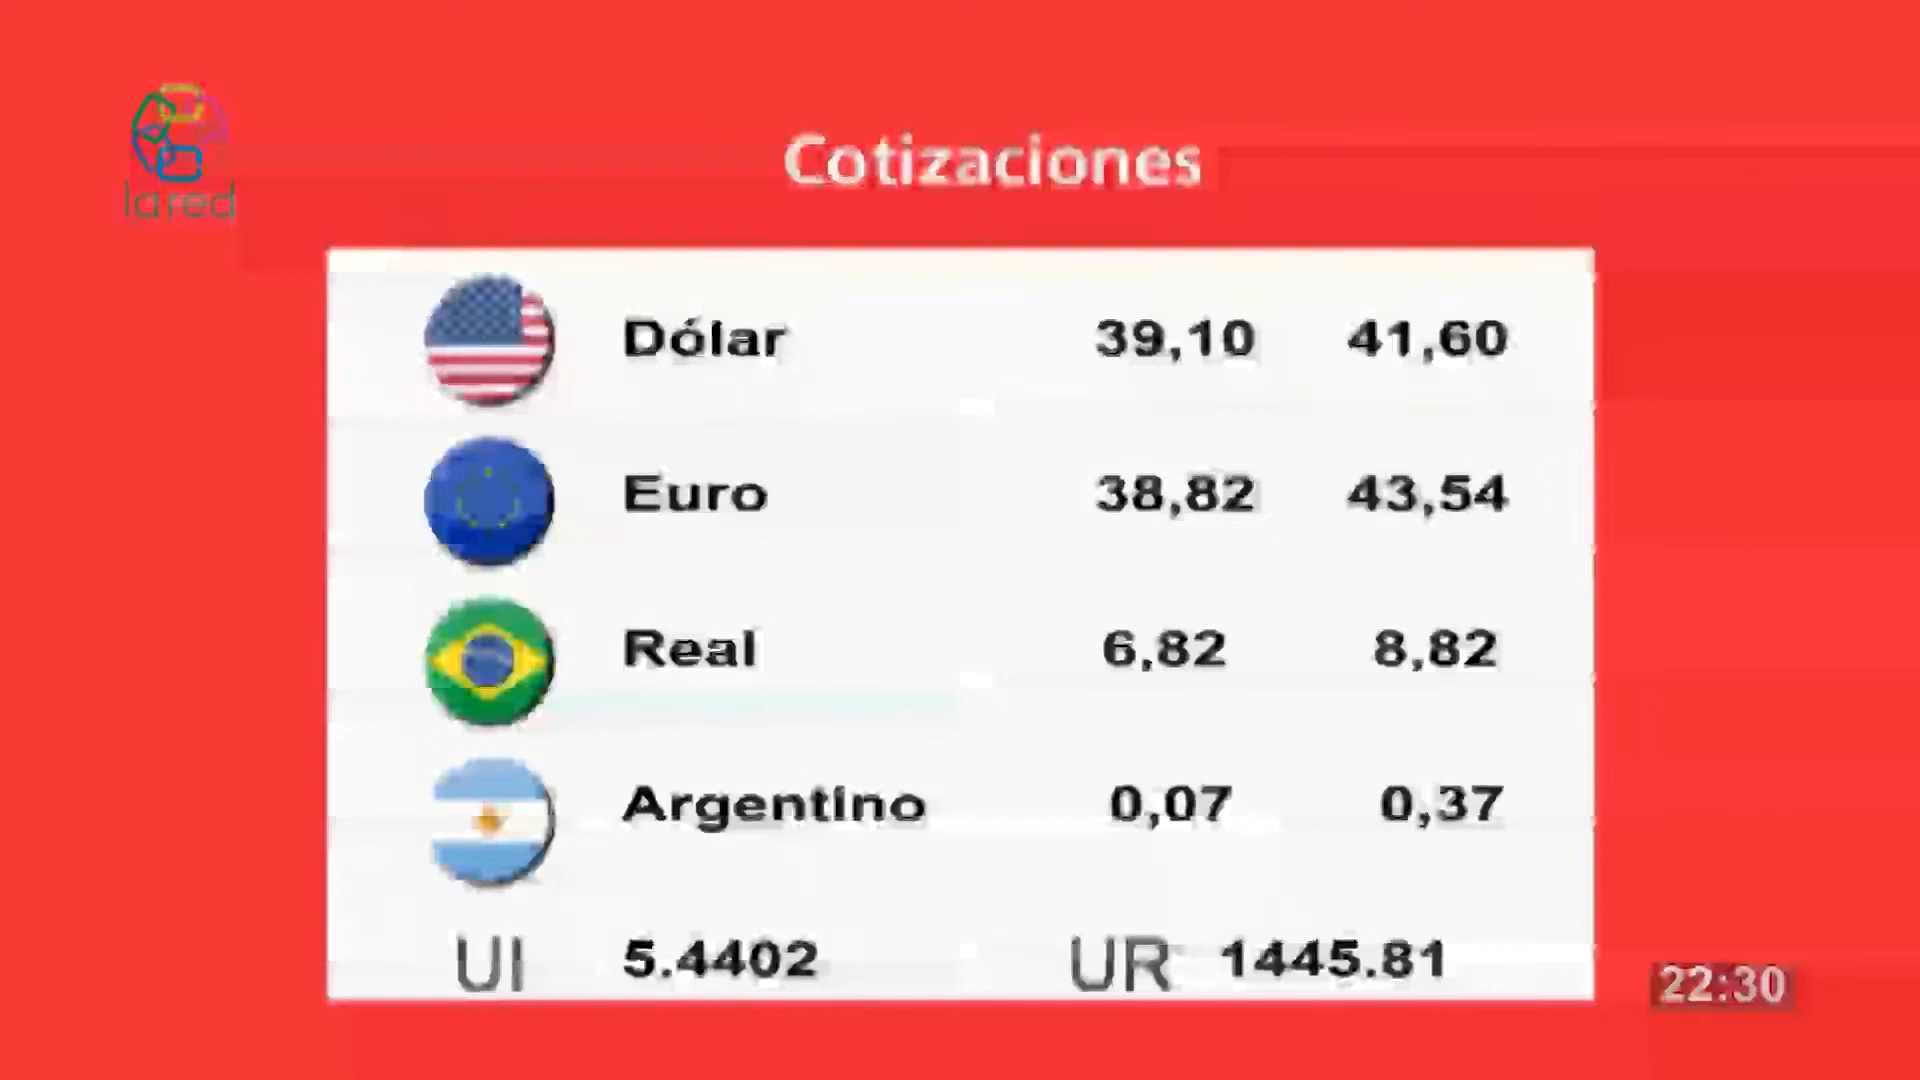 la red
Cotizaciones
Dólar 39,10 41,60
Euro 38,82 43,54
Real 6,82 8,82
Argentino 0,07 0,37
UI 5.4402 UR 1445.81
22:30